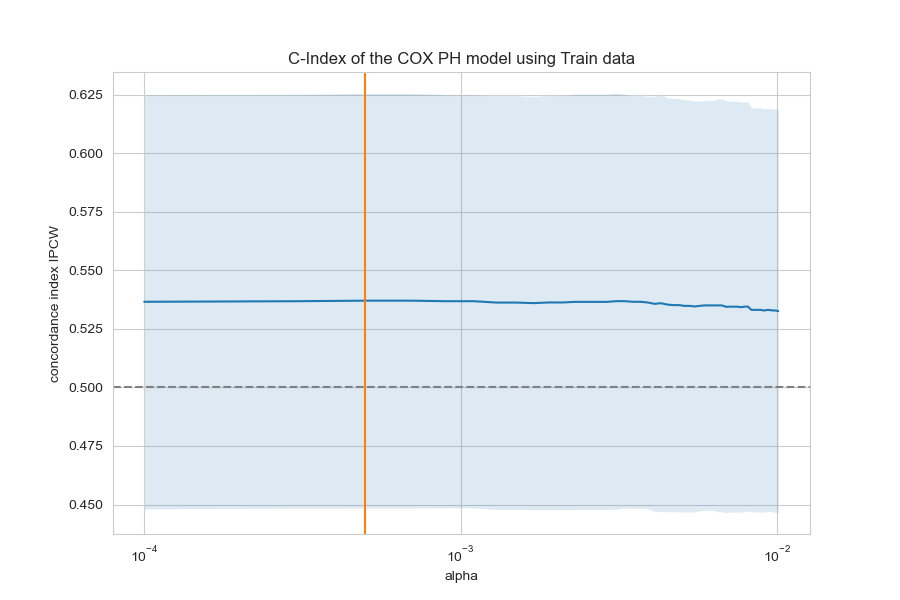 C-Index of the COX PH model using Train data
concordance index IPCW
0.625
0.600
0.575
0.550
0.525
0.500
0.475
0.450
10⁻⁴ 10⁻³ 10⁻²
alpha